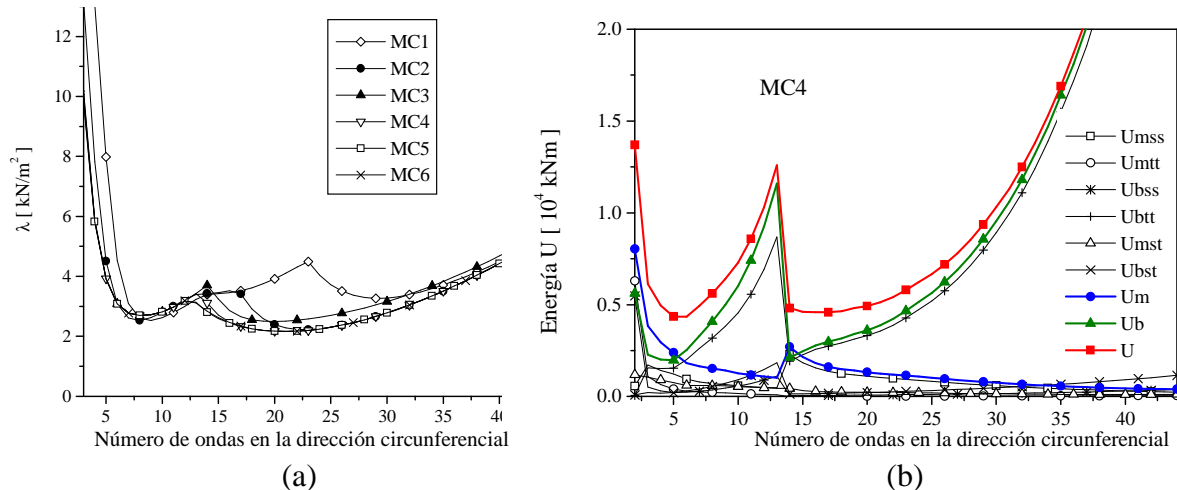 12
10
8
6
4
2
0
λ [ kN/m² ]
5
10
15
20
25
30
35
40
Número de ondas en la dirección circunferencial
MC1
MC2
MC3
MC4
MC5
MC6
(a)
2.0
1.5
1.0
0.5
0.0
Energía U [ 10⁴ kNm ]
MC4
5
10
15
20
25
30
35
40
Número de ondas en la dirección circunferencial
Umss
Umtt
Ubss
Ubtt
Umst
Ubst
Um
Ub
U
(b)